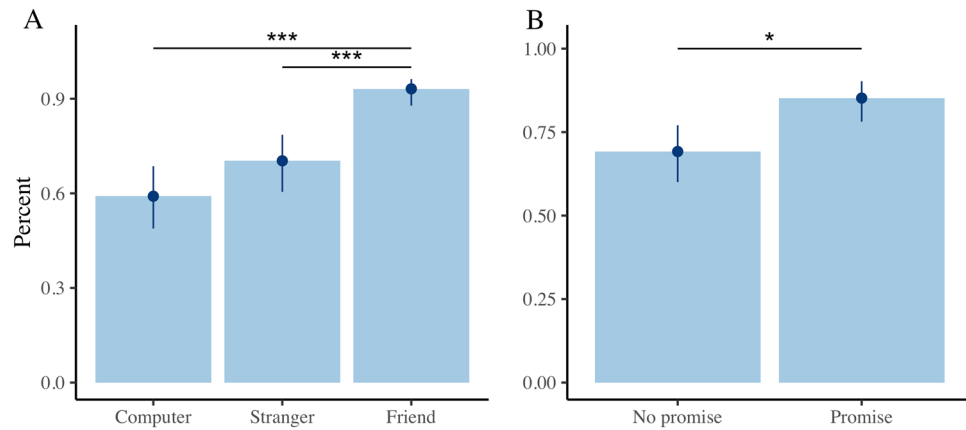 A
***
***
0.9
0.6
0.3
0.0
Percent
Computer Stranger Friend
B
*
1.00
0.75
0.50
0.25
0.00
No promise Promise